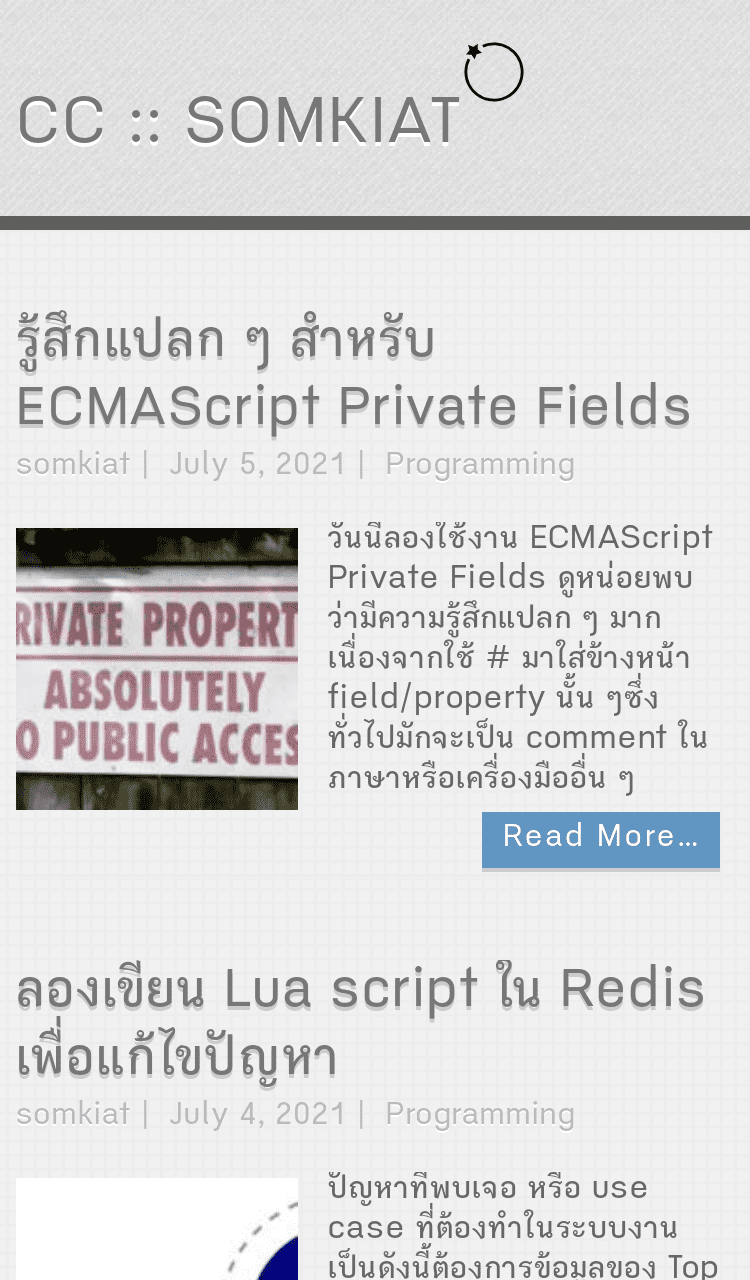 CC :: SOMKIAT
รู้สึกแปลก ๆ สำหรับ
ECMAScript Private Fields
somkiat | July 5, 2021 | Programming
RIVATE PROPERT
ABSOLUTELY
O PUBLIC ACCES
วันนี้ลองใช้งาน ECMAScript
Private Fields ดูหน่อยพบ
ว่ามีความรู้สึกแปลก ๆ มาก
เนื่องจากใช้ # มาใส่ข้างหน้า
field/property นั้น ๆซึ่ง
ทั่วไปมักจะเป็น comment ใน
ภาษาหรือเครื่องมืออื่น ๆ
Read More…
ลองเขียน Lua script ใน Redis
เพื่อแก้ไขปัญหา
somkiat | July 4, 2021 | Programming
ปัญหาที่พบเจอ หรือ use
case ที่ต้องทำในระบบงาน
เป็นดังนี้ต้องการข้อมูลของ Top